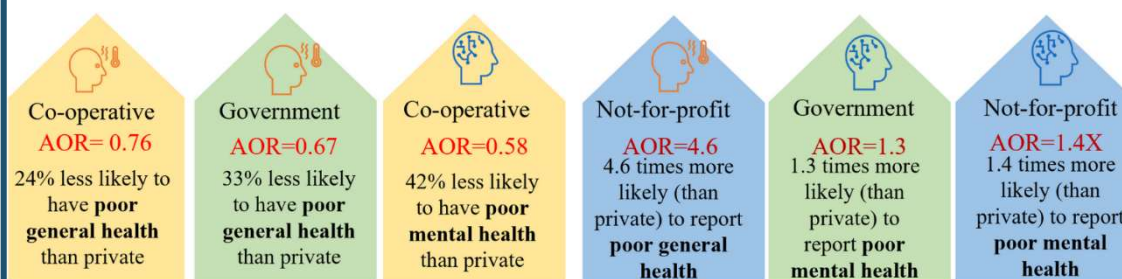 Co-operative
AOR= 0.76
24% less likely to
have poor
general health
than private
Government
AOR=0.67
33% less likely
to have poor
general health
than private
Co-operative
AOR=0.58
42% less likely
to have poor
mental health
than private
Not-for-profit
AOR=4.6
4.6 times more
likely (than
private) to report
poor general
health
Government
AOR=1.3
1.3 times more
likely (than
private) to
report poor
mental health
Not-for-profit
AOR=1.4X
1.4 times more
likely (than
private) to report
poor mental
health